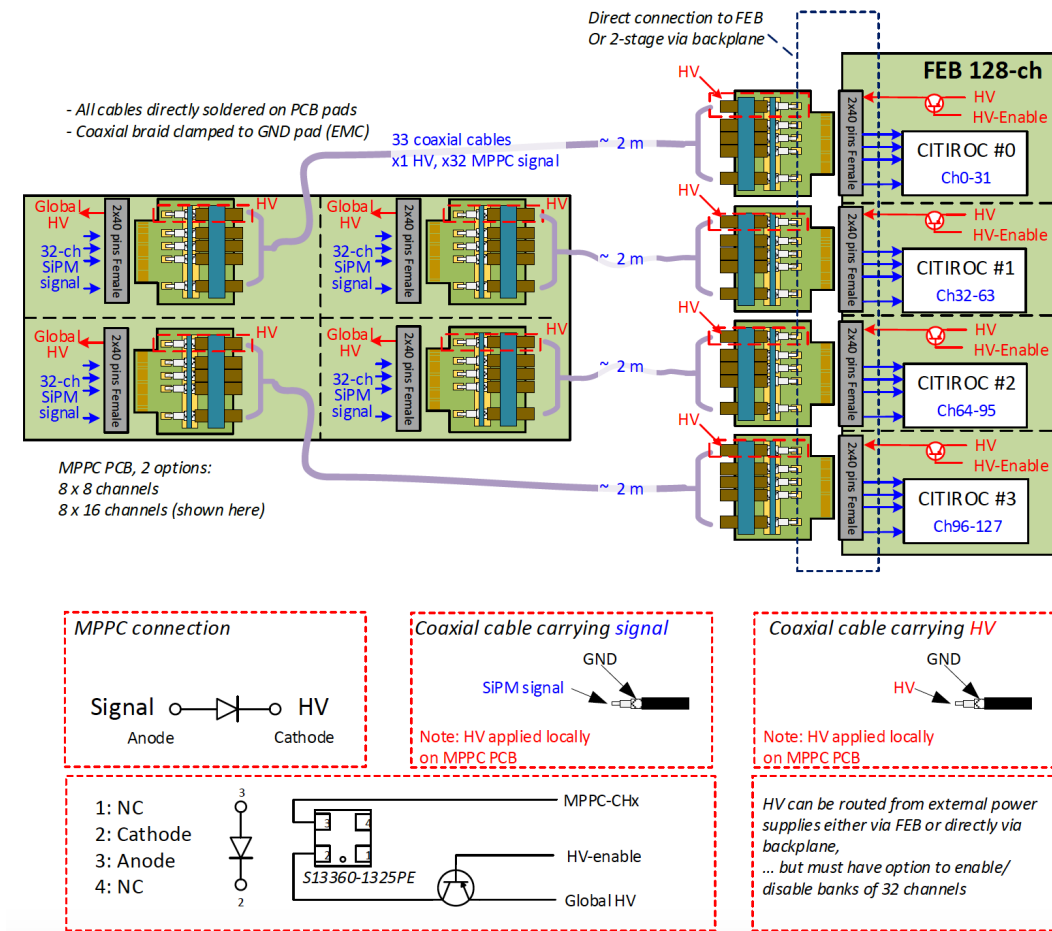 Direct connection to FEB
Or 2-stage via backplane
- All cables directly soldered on PCB pads
- Coaxial braid clamped to GND pad (EMC)
33 coaxial cables
x1 HV, x32 MPPC signal
~ 2 m
HV
FEB 128-ch
2x40 pins Female
HV
HV-Enable
CITIROC #0
Ch0-31
Global
HV
32-ch
SiPM
signal
2x40 pins Female
HV
Global
HV
32-ch
SiPM
signal
2x40 pins Female
HV
~ 2 m
HV
2x40 pins Female
HV
HV-Enable
CITIROC #1
Ch32-63
Global
HV
32-ch
SiPM
signal
2x40 pins Female
HV
Global
HV
32-ch
SiPM
signal
2x40 pins Female
HV
~ 2 m
HV
2x40 pins Female
HV
HV-Enable
CITIROC #2
Ch64-95
~ 2 m
HV
2x40 pins Female
HV
HV-Enable
CITIROC #3
Ch96-127
MPPC PCB, 2 options:
8 x 8 channels
8 x 16 channels (shown here)
MPPC connection
Signal
HV
Anode
Cathode
Coaxial cable carrying signal
GND
SiPM signal
Note: HV applied locally
on MPPC PCB
Coaxial cable carrying HV
GND
HV
Note: HV applied locally
on MPPC PCB
1: NC
2: Cathode
3: Anode
4: NC
3
2
3
4
2
1
S13360-1325PE
MPPC-CHx
HV-enable
Global HV
HV can be routed from external power
supplies either via FEB or directly via
backplane,
... but must have option to enable/
disable banks of 32 channels